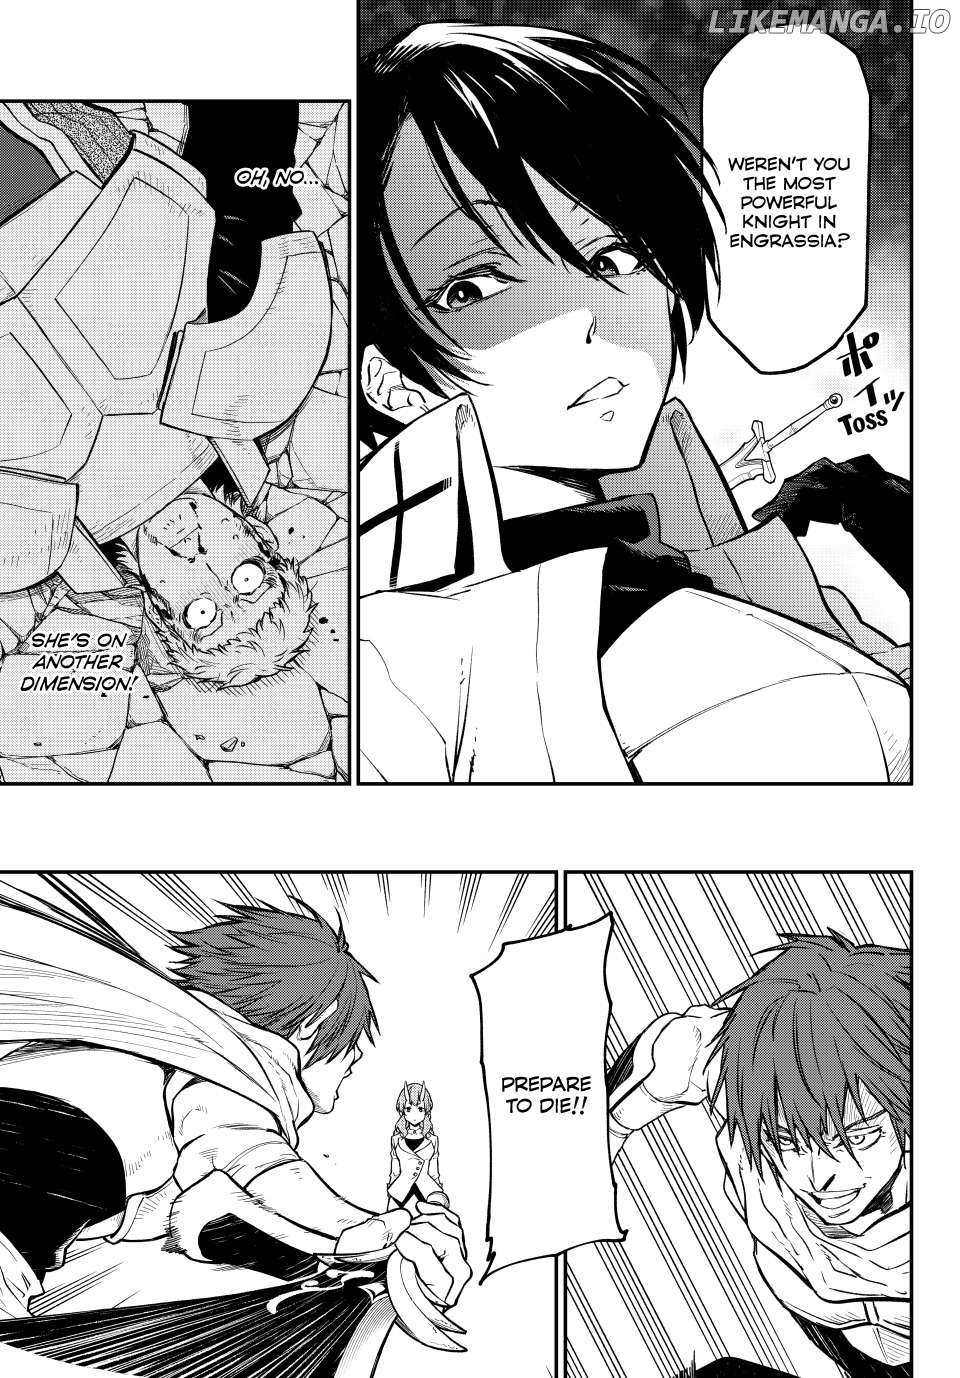 LIKEMANGA.IO
WEREN'T YOU
THE MOST
POWERFUL
KNIGHT IN
ENGRASSIA?
ポイッ
TOSS
OH, NO...
SHE'S ON
ANOTHER
DIMENSION!
PREPARE
TO DIE!!